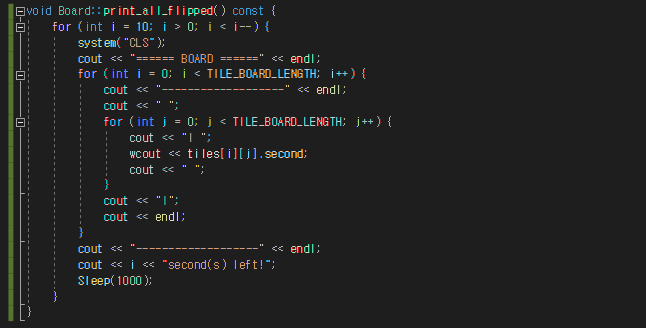 void Board::print_all_flipped() const {
for (int i = 10; i > 0; i < i--) {
system("CLS");
cout << "====== BOARD ======" << endl;
for (int i = 0; i < TILE_BOARD_LENGTH; i++) {
cout << "-------------------" << endl;
cout << " ";
for (int j = 0; j < TILE_BOARD_LENGTH; j++) {
cout << "| ";
wcout << tiles[i][j].second;
cout << " ";
}
cout << "|";
cout << endl;
}
cout << "-------------------" << endl;
cout << i << "second(s) left!";
Sleep(1000);
}
}